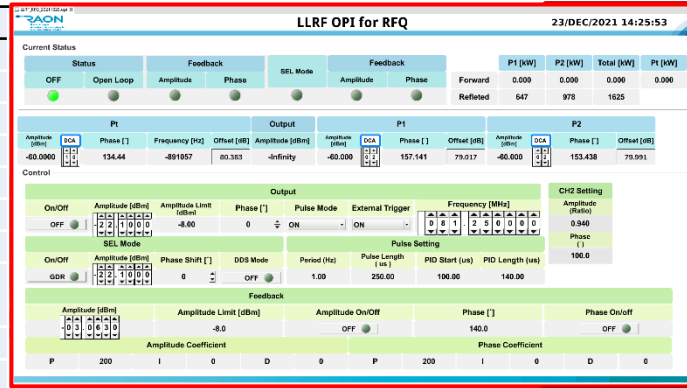 RAON LLRF OPI for RFQ 23/DEC/2021 14:25:53
Current Status
Status Feedback SEL Mode Feedback P1 [kW] P2 [kW] Total [kW] Pt [kW]
OFF Open Loop Amplitude Phase Amplitude Phase Forward 0.000 0.000 0.000 0.000
Refleted 647 978 1625
Pt Output P1 P2
Amplitude [dBm] DCA Phase [°] Frequency [Hz] Offset [dB] Amplitude [dBm] Amplitude [dBm] DCA Phase [°] Offset [dB] Amplitude [dBm] DCA Phase [°] Offset [dB]
-60.0000 10 134.44 -891057 80.383 -Infinity -60.000 02 157.141 79.017 -60.000 02 153.438 79.991
Control
Output CH2 Setting
On/Off Amplitude [dBm] Amplitude Limit [dBm] Phase [°] Pulse Mode External Trigger Frequency [MHz] Amplitude (Ratio)
OFF -22.1000 -8.00 0 ON ON 081.250000 0.940
SEL Mode Pulse Setting Phase (°)
On/Off Amplitude [dBm] Phase Shift [°] DDS Mode Period (Hz) Pulse Length (us) PID Start (us) PID Length (us) 100.0
GDR -22.1000 0 OFF 1.00 250.00 100.00 140.00
Feedback
Amplitude [dBm] Amplitude Limit [dBm] Amplitude On/Off Phase [°] Phase On/off
-03.0630 -8.0 OFF 140.0 OFF
Amplitude Coefficient Phase Coefficient
P 200 I 0 D 0 P 200 I 0 D 0